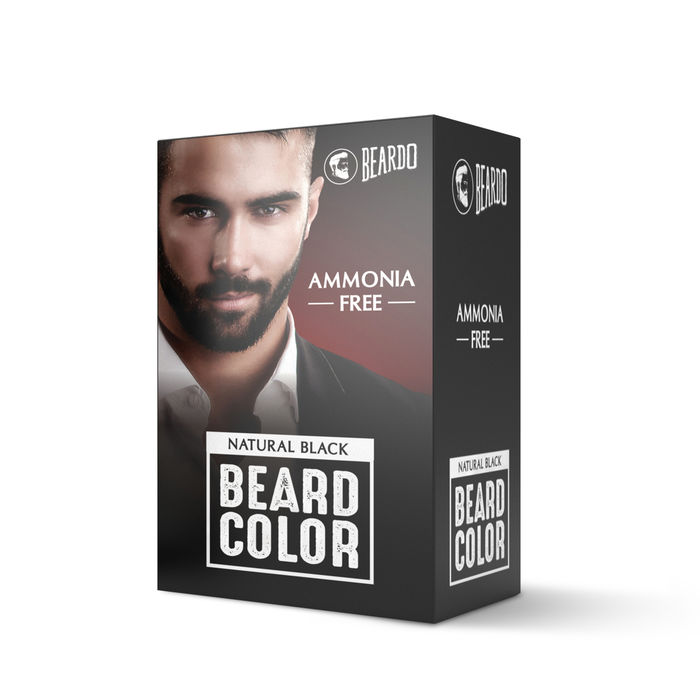 BEARDO
AMMONIA
FREE
NATURAL BLACK
BEARD
COLOR
BEARDO
AMMONIA
FREE
NATURAL BLACK
BEARD
COLOR